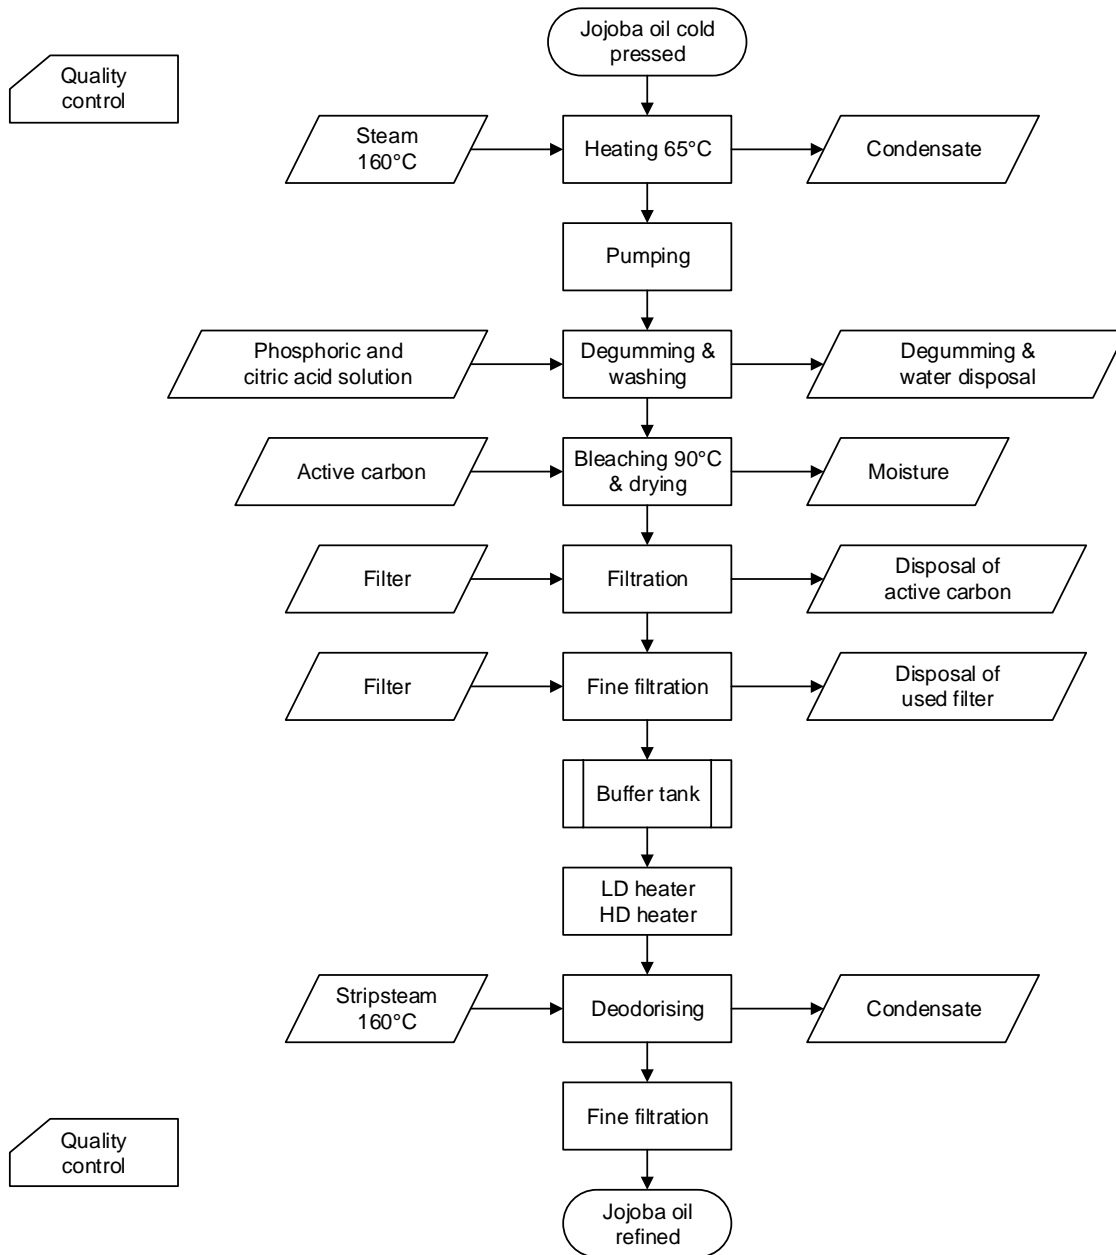 Jojoba oil cold
pressed
Quality
control
Steam
160°C
Heating 65°C
Condensate
Pumping
Phosphoric and
citric acid solution
Degumming &
washing
Degumming &
water disposal
Active carbon
Bleaching 90°C
& drying
Moisture
Filter
Filtration
Disposal of
active carbon
Filter
Fine filtration
Disposal of
used filter
Buffer tank
LD heater
HD heater
Stripsteam
160°C
Deodorising
Condensate
Fine filtration
Quality
control
Jojoba oil
refined